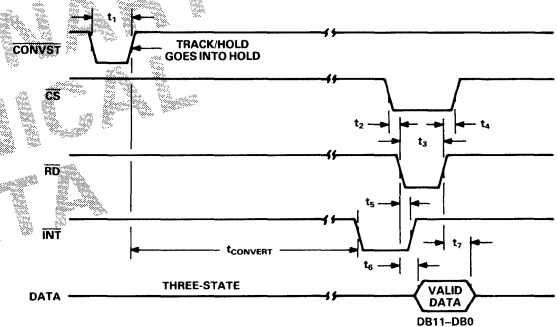 t1
CONVST
TRACK/HOLD
GOES INTO HOLD
CS
t2
t3
t4
RD
t5
INT
tCONVERT
t7
t6
DATA
THREE-STATE
VALID
DATA
DB11–DB0